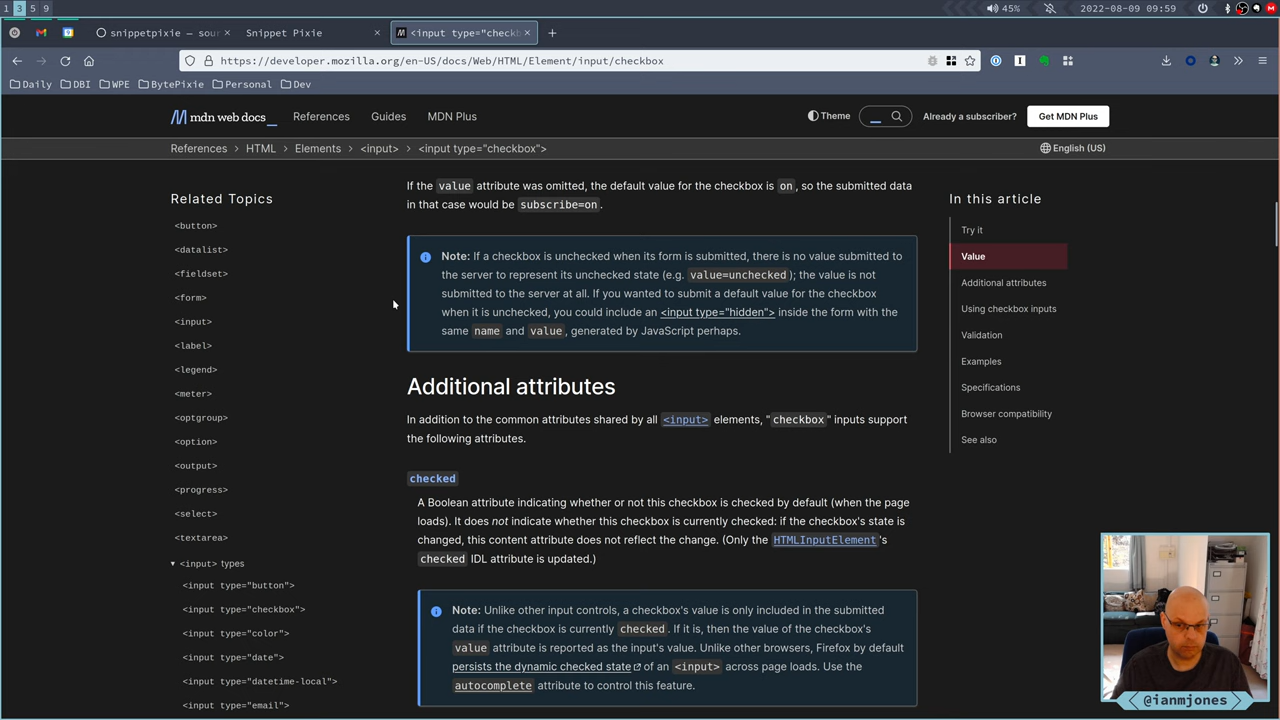 1 3 5 9
45%
2022-08-09 09:59
snippetpixie — sour
Snippet Pixie
<input type="checkb
https://developer.mozilla.org/en-US/docs/Web/HTML/Element/input/checkbox
Daily DBI WPE BytePixie Personal Dev
mdn web docs_
References
Guides
MDN Plus
Theme
Already a subscriber?
Get MDN Plus
References > HTML > Elements > <input> > <input type="checkbox">
English (US)
Related Topics
<button>
<datalist>
<fieldset>
<form>
<input>
<label>
<legend>
<meter>
<optgroup>
<option>
<output>
<progress>
<select>
<textarea>
<input> types
<input type="button">
<input type="checkbox">
<input type="color">
<input type="date">
<input type="datetime-local">
<input type="email">
If the value attribute was omitted, the default value for the checkbox is on, so the submitted data
in that case would be subscribe=on.
Note: If a checkbox is unchecked when its form is submitted, there is no value submitted to
the server to represent its unchecked state (e.g. value=unchecked); the value is not
submitted to the server at all. If you wanted to submit a default value for the checkbox
when it is unchecked, you could include an <input type="hidden"> inside the form with the
same name and value, generated by JavaScript perhaps.
Additional attributes
In addition to the common attributes shared by all <input> elements, "checkbox" inputs support
the following attributes.
checked
A Boolean attribute indicating whether or not this checkbox is checked by default (when the page
loads). It does not indicate whether this checkbox is currently checked: if the checkbox's state is
changed, this content attribute does not reflect the change. (Only the HTMLInputElement's
checked IDL attribute is updated.)
Note: Unlike other input controls, a checkbox's value is only included in the submitted
data if the checkbox is currently checked. If it is, then the value of the checkbox's
value attribute is reported as the input's value. Unlike other browsers, Firefox by default
persists the dynamic checked state of an <input> across page loads. Use the
autocomplete attribute to control this feature.
In this article
Try it
Value
Additional attributes
Using checkbox inputs
Validation
Examples
Specifications
Browser compatibility
See also
@ianmjones